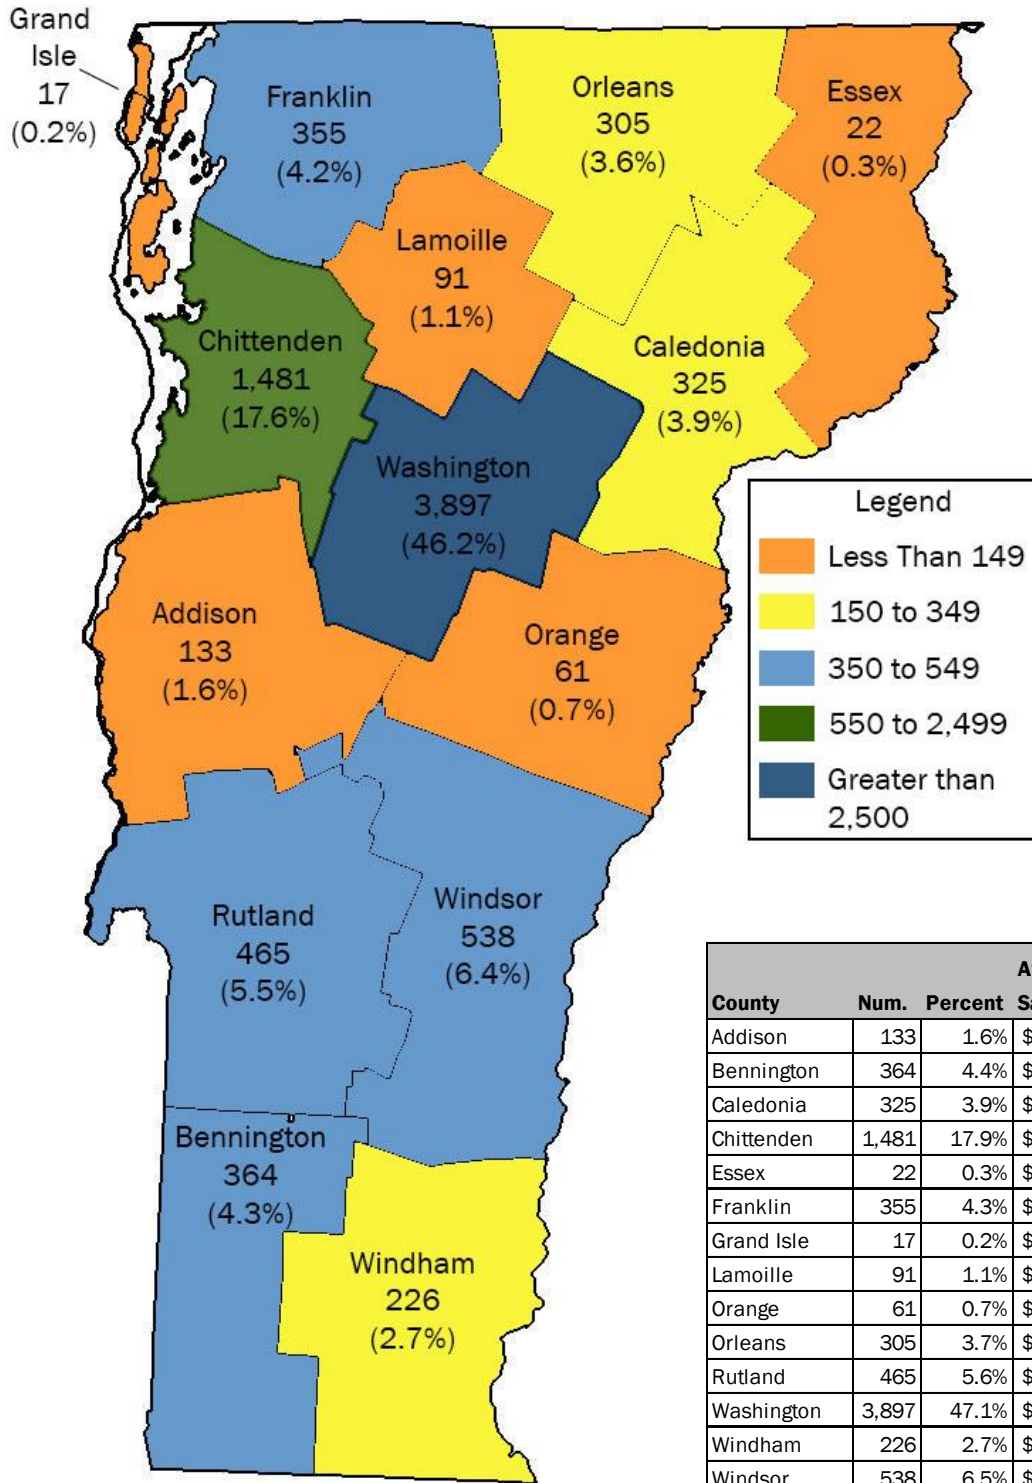 Grand
Isle
17
(0.2%)
Franklin
355
(4.2%)
Orleans
305
(3.6%)
Essex
22
(0.3%)
Lamoille
91
(1.1%)
Chittenden
1,481
(17.6%)
Caledonia
325
(3.9%)
Washington
3,897
(46.2%)
Addison
133
(1.6%)
Orange
61
(0.7%)
Legend
Less Than 149
150 to 349
350 to 549
550 to 2,499
Greater than
2,500
Rutland
465
(5.5%)
Windsor
538
(6.4%)
Bennington
364
(4.3%)
Windham
226
(2.7%)
County Num. Percent
Addison 133 1.6% $
Bennington 364 4.4% $
Caledonia 325 3.9% $
Chittenden 1,481 17.9% $
Essex 22 0.3% $
Franklin 355 4.3% $
Grand Isle 17 0.2% $
Lamoille 91 1.1% $
Orange 61 0.7% $
Orleans 305 3.7% $
Rutland 465 5.6% $
Washington 3,897 47.1% $
Windham 226 2.7% $
Windsor 538 6.5% $